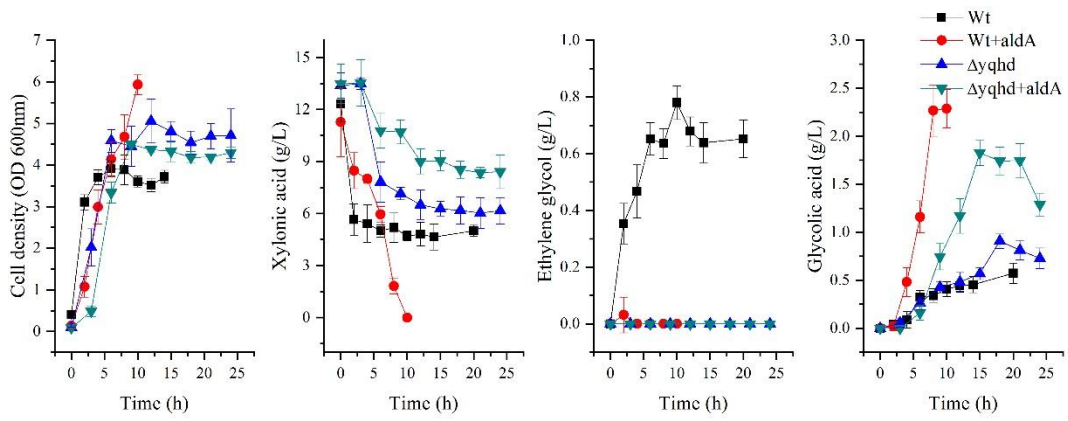 Wt
Wt+aldA
Δyqhd
Δyqhd+aldA
Cell density (OD 600nm)
7
6
5
4
3
2
1
0
0 5 10 15 20 25
Time (h)
Xylonic acid (g/L)
15
12
9
6
3
0
0 5 10 15 20 25
Time (h)
Ethylene glycol (g/L)
1.0
0.8
0.6
0.4
0.2
0.0
0 5 10 15 20 25
Time (h)
Glycolic acid (g/L)
3.0
2.5
2.0
1.5
1.0
0.5
0.0
0 5 10 15 20 25
Time (h)